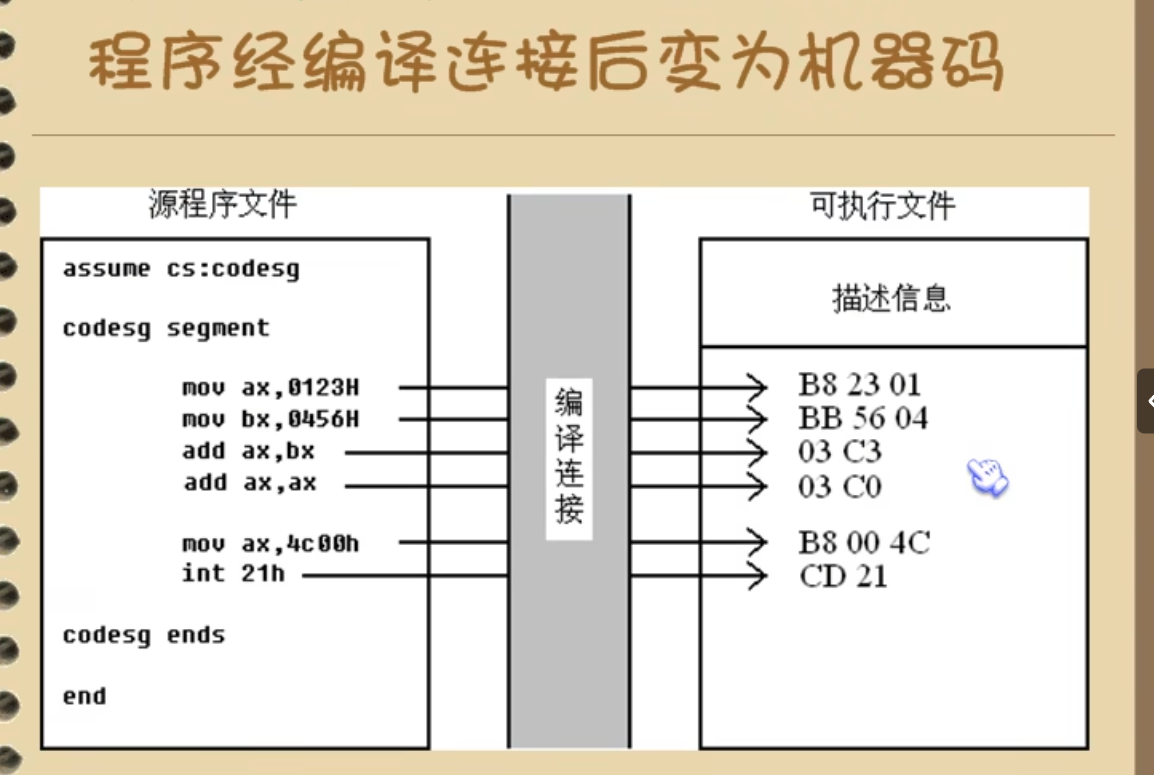 程序经编译连接后变为机器码
源程序文件
assume cs:codesg
codesg segment
mov ax,0123H
mov bx,0456H
add ax,bx
add ax,ax
mov ax,4c00h
int 21h
codesg ends
end
编译连接
可执行文件
描述信息
B8 23 01
BB 56 04
03 C3
03 C0
B8 00 4C
CD 21